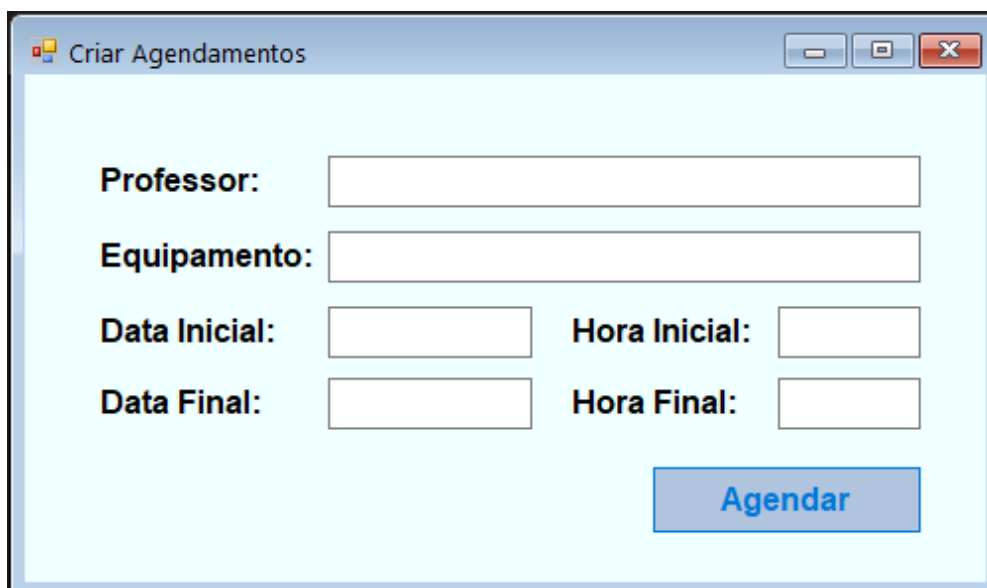 Criar Agendamentos
Professor:
Equipamento:
Data Inicial: Hora Inicial:
Data Final: Hora Final:
Agendar